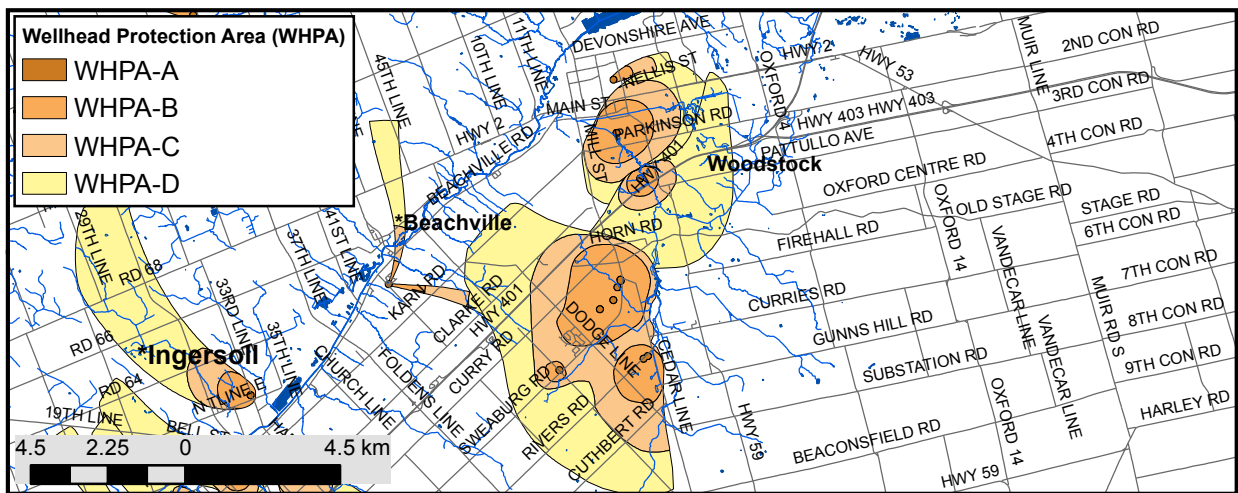 Wellhead Protection Area (WHPA)
WHPA-A
WHPA-B
WHPA-C
WHPA-D
45TH LINE
10TH LINE
11TH LINE
DEVONSHIRE AVE
HWY 2
NELLIS ST
MAIN ST
PARKINSON RD
MILL ST
HWY 401
OXFORD 4
HWY 53
MUIR LINE
2ND CON RD
3RD CON RD
HWY 403 HWY 403
PATTULLO AVE
4TH CON RD
Woodstock
OXFORD CENTRE RD
HWY 2
BEACHVILLE RD
*Beachville
29TH LINE
RD 68
37TH LINE
41ST LINE
33RD LINE
35TH LINE
KARN RD
CLARKE RD
HWY 401
HORN RD
FIREHALL RD
OXFORD 14
OLD STAGE RD
STAGE RD
6TH CON RD
VANDECAR LINE
7TH CON RD
CURRIES RD
MUIR RD S
8TH CON RD
RD 66
*Ingersoll
RD 64
19TH LINE
BELL ST
CHURCH LINE
FOLDENS LINE
CURRY RD
DODGE LINE
CEDAR LINE
GUNNS HILL RD
SUBSTATION RD
VANDECAR LINE
9TH CON RD
HARLEY RD
SWEABURG RD
RIVERS RD
CUTHBERT RD
HWY 59
BEACONSFIELD RD
OXFORD 14
HWY 59
4.5 2.25 0 4.5 km